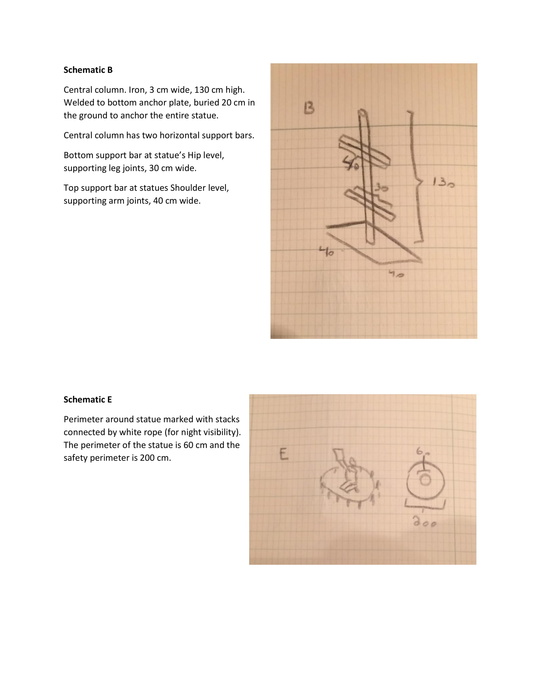 Schematic B
Central column. Iron, 3 cm wide, 130 cm high.
Welded to bottom anchor plate, buried 20 cm in
the ground to anchor the entire statue.
Central column has two horizontal support bars.
Bottom support bar at statue's Hip level,
supporting leg joints, 30 cm wide.
Top support bar at statues Shoulder level,
supporting arm joints, 40 cm wide.
B
40
30
130
40
40
Schematic E
Perimeter around statue marked with stacks
connected by white rope (for night visibility).
The perimeter of the statue is 60 cm and the
safety perimeter is 200 cm.
E
60
200